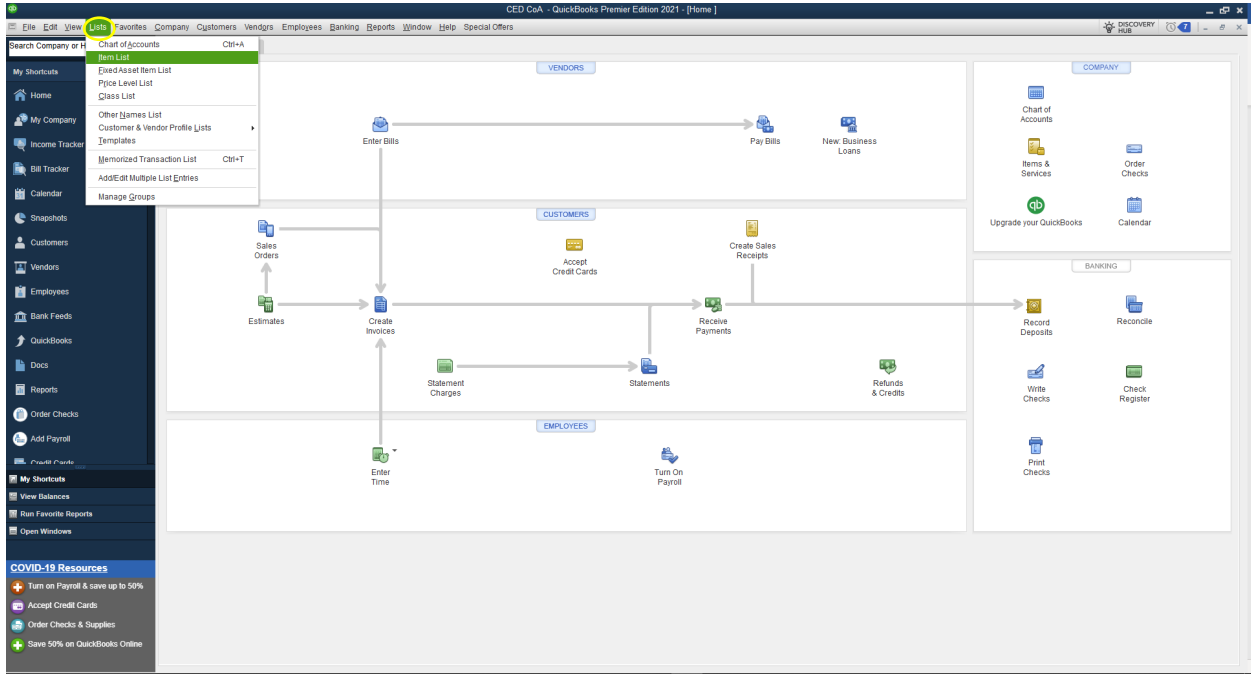 CED CoA - QuickBooks Premier Edition 2021 - [Home ]
File Edit View Lists Favorites Company Customers Vendors Employees Banking Reports Window Help Special Offers
DISCOVERY
HUB
7
Search Company or H
Chart of Accounts Ctrl+A
Item List
Fixed Asset Item List
Price Level List
Class List
Other Names List
Customer & Vendor Profile Lists
Templates
Memorized Transaction List Ctrl+T
Add/Edit Multiple List Entries
Manage Groups
My Shortcuts
Home
My Company
Income Tracker
Bill Tracker
Calendar
Snapshots
Customers
Vendors
Employees
Bank Feeds
QuickBooks
Docs
Reports
Order Checks
Add Payroll
Credit Cards
My Shortcuts
View Balances
Run Favorite Reports
Open Windows
COVID-19 Resources
Turn on Payroll & save up to 50%
Accept Credit Cards
Order Checks & Supplies
Save 50% on QuickBooks Online
VENDORS
Enter Bills
Pay Bills
New: Business
Loans
CUSTOMERS
Sales
Orders
Accept
Credit Cards
Create Sales
Receipts
Estimates
Create
Invoices
Receive
Payments
Statement
Charges
Statements
Refunds
& Credits
EMPLOYEES
Enter
Time
Turn On
Payroll
COMPANY
Chart of
Accounts
Items &
Services
Order
Checks
qb
Upgrade your QuickBooks
Calendar
BANKING
Record
Deposits
Reconcile
Write
Checks
Check
Register
Print
Checks